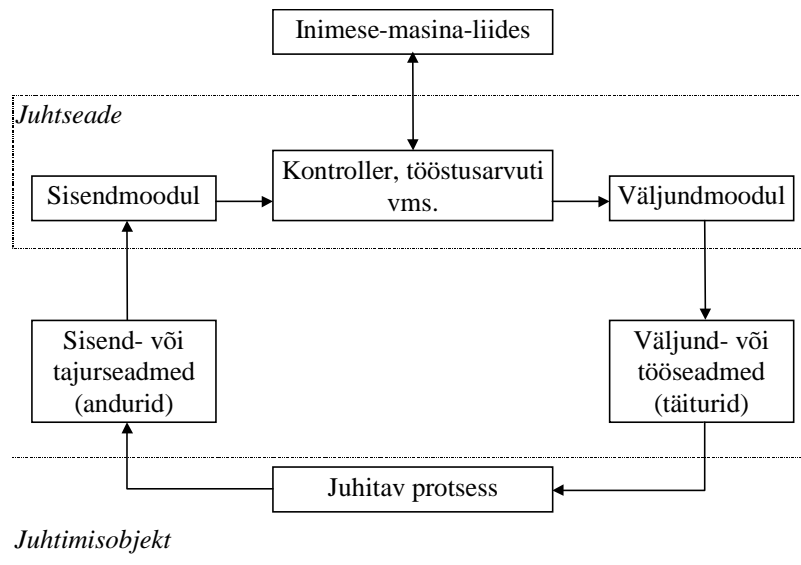 Inimese-masina-liides
Juhtseade
Sisendmoodul
Kontroller, tööstusarvuti
vms.
Väljundmoodul
Sisend- või
tajurseadmed
(andurid)
Väljund- või
tööseadmed
(täiturid)
Juhitav protsess
Juhtimisobjekt